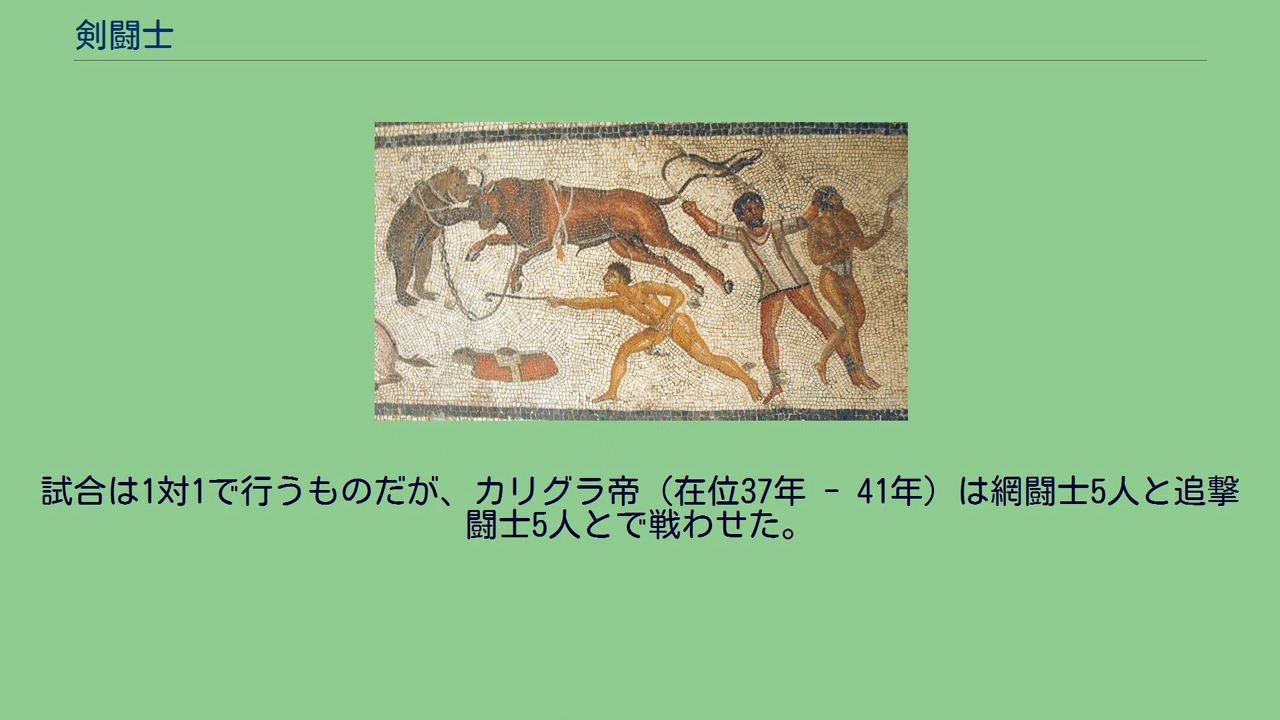 剣闘士
試合は1対1で行うものだが、カリグラ帝（在位37年 – 41年）は網闘士5人と追撃
闘士5人とで戦わせた。